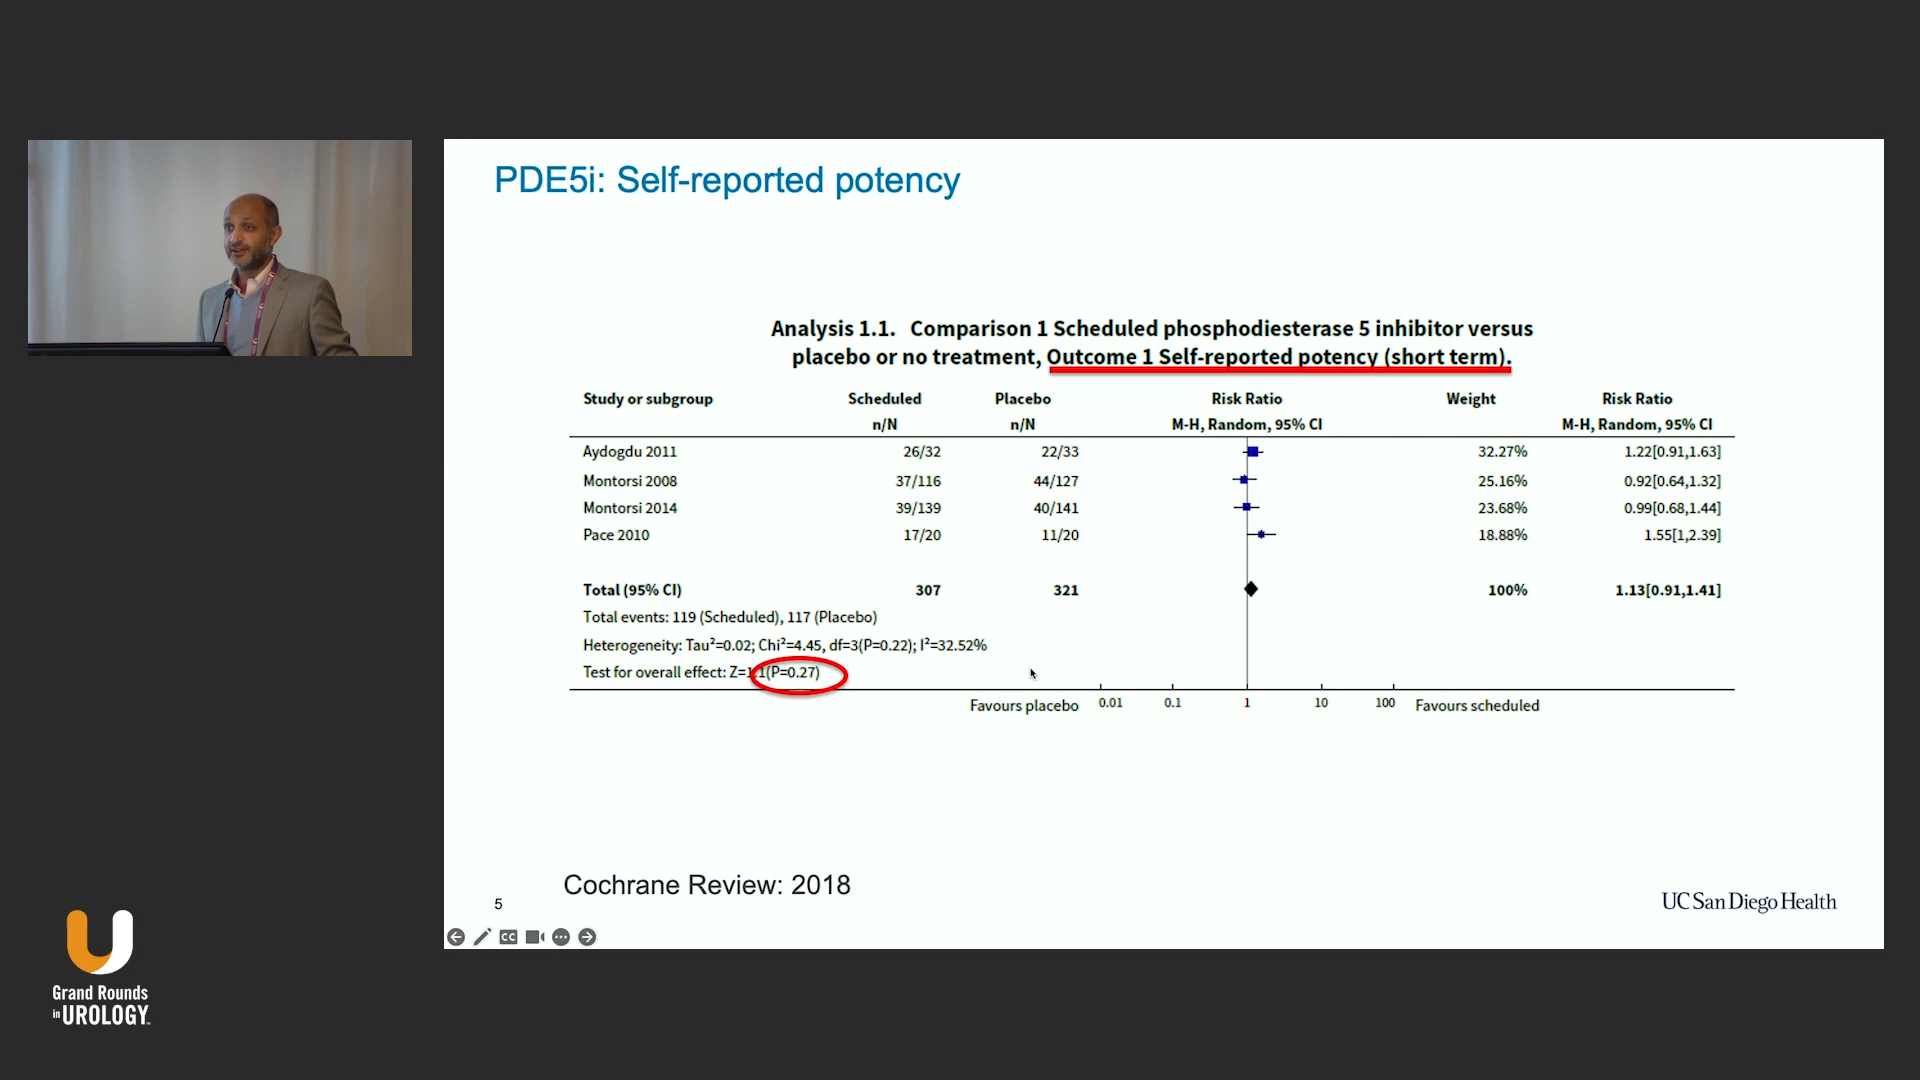 PDE5i: Self-reported potency
Analysis 1.1. Comparison 1 Scheduled phosphodiesterase 5 inhibitor versus
placebo or no treatment, Outcome 1 Self-reported potency (short term).
Study or subgroup Scheduled Placebo Risk Ratio Weight Risk Ratio
n/N n/N M-H, Random, 95% CI M-H, Random, 95% CI
Aydogdu 2011 26/32 22/33 32.27% 1.22[0.91,1.63]
Montorsi 2008 37/116 44/127 25.16% 0.92[0.64,1.32]
Montorsi 2014 39/139 40/141 23.68% 0.99[0.68,1.44]
Pace 2010 17/20 11/20 18.88% 1.55[1,2.39]
Total (95% CI) 307 321 100% 1.13[0.91,1.41]
Total events: 119 (Scheduled), 117 (Placebo)
Heterogeneity: Tau²=0.02; Chi²=4.45, df=3(P=0.22); I²=32.52%
Test for overall effect: Z=1.1(P=0.27)
Favours placebo 0.01 0.1 1 10 100 Favours scheduled
Cochrane Review: 2018
5
UC San Diego Health
CC
Grand Rounds
in UROLOGY